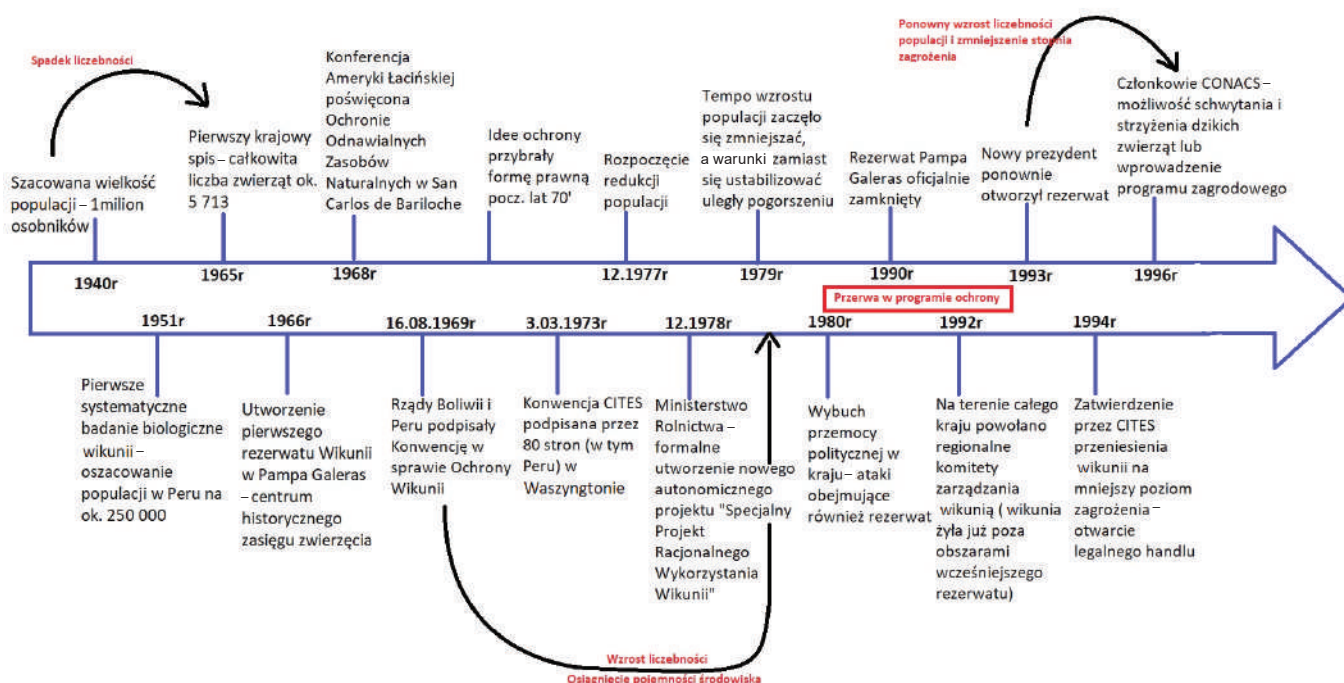 Spadek liczebności
Ponowny wzrost liczebności
populacji i zmniejszenie stopnia
zagrożenia
Szacowana wielkość
populacji – 1milion
osobników
Pierwszy krajowy
spis – całkowita
liczba zwierząt ok.
5 713
Konferencja
Ameryki Łacińskiej
poświęcona
Ochronie
Odnawialnych
Zasobów
Naturalnych w San
Carlos de Bariloche
Idee ochrony
przybrały
formę prawną
pocz. lat 70'
Rozpoczęcie
redukcji
populacji
Tempo wzrostu
populacji zaczęło
się zmniejszać,
a warunki zamiast
się ustabilizować
uległy pogorszeniu
Rezerwat Pampa
Galeras oficjalnie
zamknięty
Nowy prezydent
ponownie
otworzył rezerwat
Członkowie CONACS –
możliwość schwytania i
strzyżenia dzikich
zwierząt lub
wprowadzenie
programu zagrodowego
1940r
1965r
1968r
12.1977r
1979r
1990r
1993r
1996r
Przerwa w programie ochrony
1951r
1966r
16.08.1969r
3.03.1973r
12.1978r
1980r
1992r
1994r
Pierwsze
systematyczne
badanie biologiczne
wikunii –
oszacowanie
populacji w Peru na
ok. 250 000
Utworzenie
pierwszego
rezerwatu Wikunii
w Pampa Galeras
– centrum
historycznego
zasięgu zwierzęcia
Rządy Boliwii i
Peru podpisały
Konwencję w
sprawie Ochrony
Wikunii
Konwencja CITES
podpisana przez
80 stron (w tym
Peru) w
Waszyngtonie
Ministerstwo
Rolnictwa –
formalne
utworzenie nowego
autonomicznego
projektu "Specjalny
Projekt
Racjonalnego
Wykorzystania
Wikunii"
Wybuch
przemocy
politycznej w
kraju – ataki
obejmujące
również rezerwat
Na terenie całego
kraju powołano
regionalne
komitety
zarządzania
wikunią ( wikunia
żyła już poza
obszarami
wcześniejszego
rezerwatu)
Zatwierdzenie
przez CITES
przeniesienia
wikunii na
mniejszy poziom
zagrożenia –
otwarcie
legalnego handlu
Wzrost liczebności
Osiągnięcie pojemności środowiska